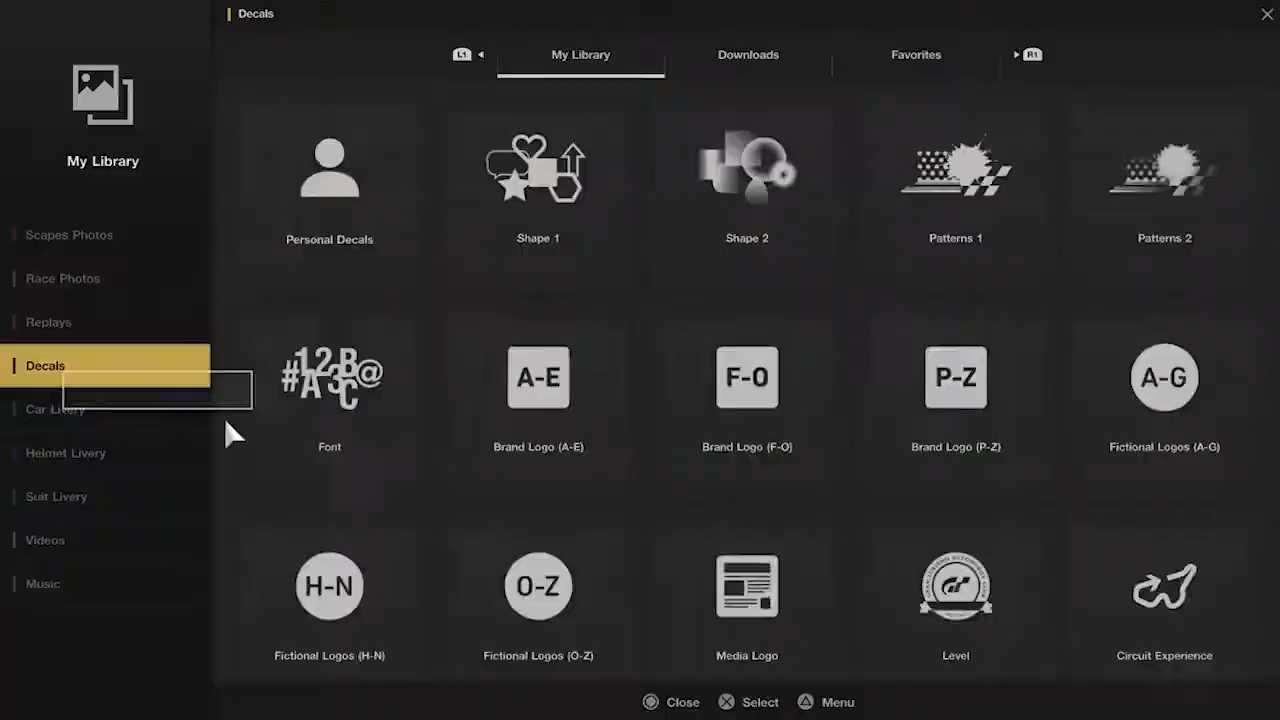 Decals
L1
My Library
Downloads
Favorites
R1
My Library
Scapes Photos
Race Photos
Replays
Decals
Car Livery
Helmet Livery
Suit Livery
Videos
Music
Personal Decals
Shape 1
Shape 2
Patterns 1
Patterns 2
#123ABC@
Font
A-E
Brand Logo (A-E)
F-O
Brand Logo (F-O)
P-Z
Brand Logo (P-Z)
A-G
Fictional Logos (A-G)
H-N
Fictional Logos (H-N)
O-Z
Fictional Logos (O-Z)
Media Logo
Level
Circuit Experience
Close
Select
Menu